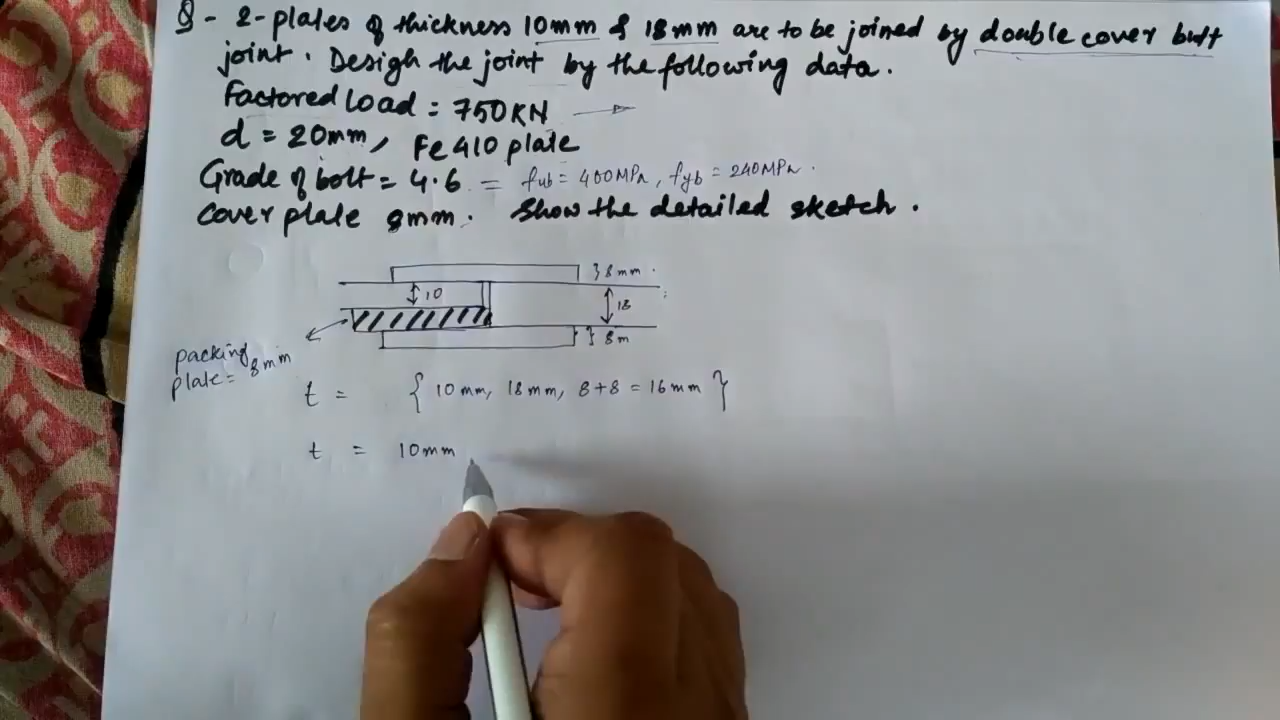 Q - 2-plates of thickness 10mm & 18mm are to be joined by double cover butt
joint. Design the joint by the following data.
Factored Load = 750KN
d = 20mm, Fe 410 plate
Grade of bolt = 4.6 = fub = 400MPa, fyb = 240MPa.
cover plate 8mm. Show the detailed sketch.
} 8mm.
10
18
} 8m
packing
plate = 8mm
t = { 10mm, 18mm, 8+8 = 16mm }
t = 10mm